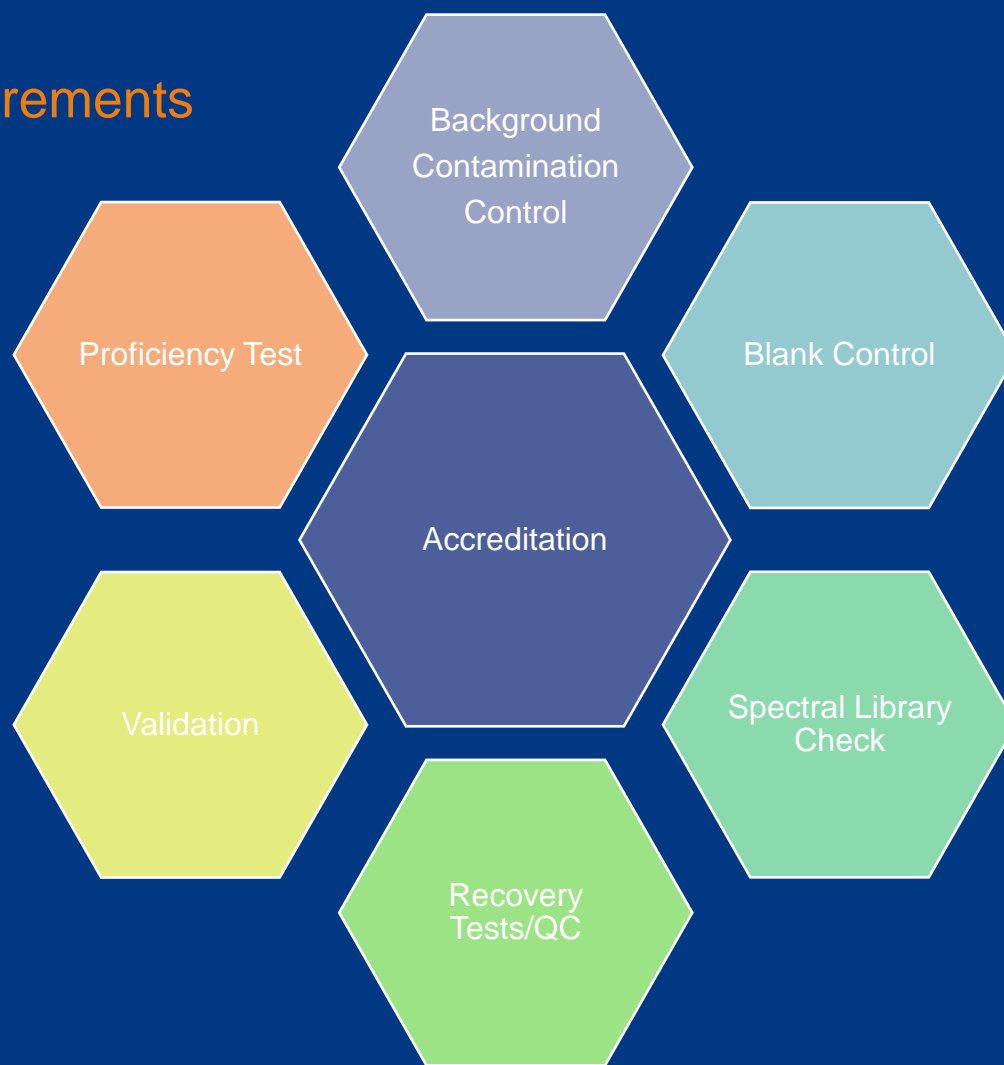 rements
Background
Contamination
Control
Proficiency Test
Blank Control
Accreditation
Validation
Spectral Library
Check
Recovery
Tests/QC